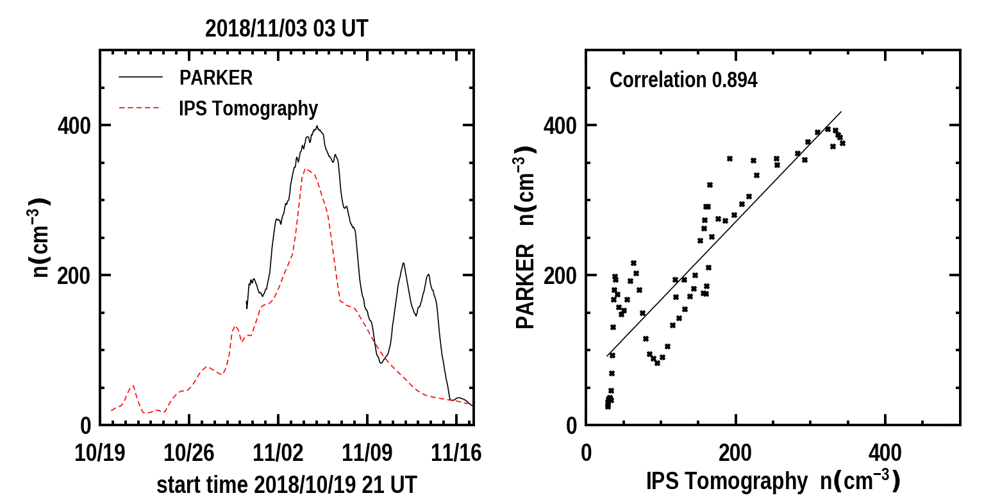 2018/11/03 03 UT
PARKER
IPS Tomography
400
200
0
n(cm⁻³)
10/19 10/26 11/02 11/09 11/16
start time 2018/10/19 21 UT
Correlation 0.894
400
200
0
PARKER n(cm⁻³)
0 200 400
IPS Tomography n(cm⁻³)